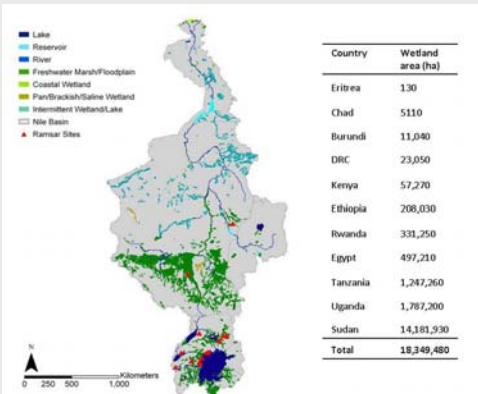 Lake
Reservoir
River
Freshwater Marsh/Floodplain
Coastal Wetland
Pan/Brackish/Saline Wetland
Intermittent Wetland/Lake
Nile Basin
Ramsar Sites
N
0 250 500 1,000 Kilometers
Country Wetland area (ha)
Eritrea 130
Chad 5110
Burundi 11,040
DRC 23,050
Kenya 57,270
Ethiopia 208,030
Rwanda 331,250
Egypt 497,210
Tanzania 1,247,260
Uganda 1,787,200
Sudan 14,181,930
Total 18,349,480